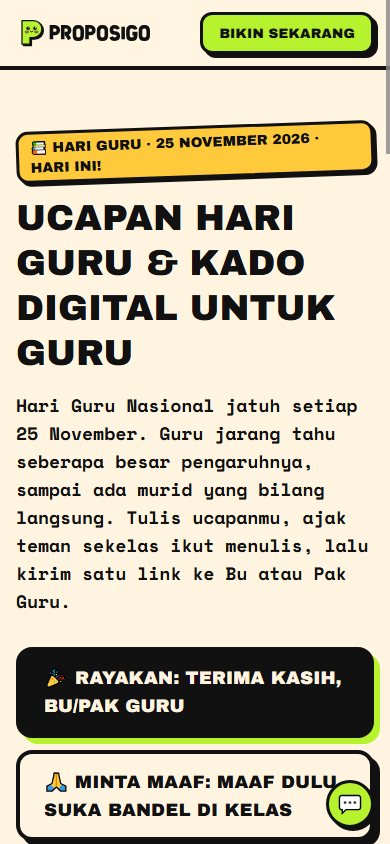 PROPOSIGO
BIKIN SEKARANG
📚 HARI GURU · 25 NOVEMBER 2026 ·
HARI INI!
UCAPAN HARI
GURU & KADO
DIGITAL UNTUK
GURU
Hari Guru Nasional jatuh setiap
25 November. Guru jarang tahu
seberapa besar pengaruhnya,
sampai ada murid yang bilang
langsung. Tulis ucapanmu, ajak
teman sekelas ikut menulis, lalu
kirim satu link ke Bu atau Pak
Guru.
🎉 RAYAKAN: TERIMA KASIH,
BU/PAK GURU
🙏 MINTA MAAF: MAAF DULU
SUKA BANDEL DI KELAS